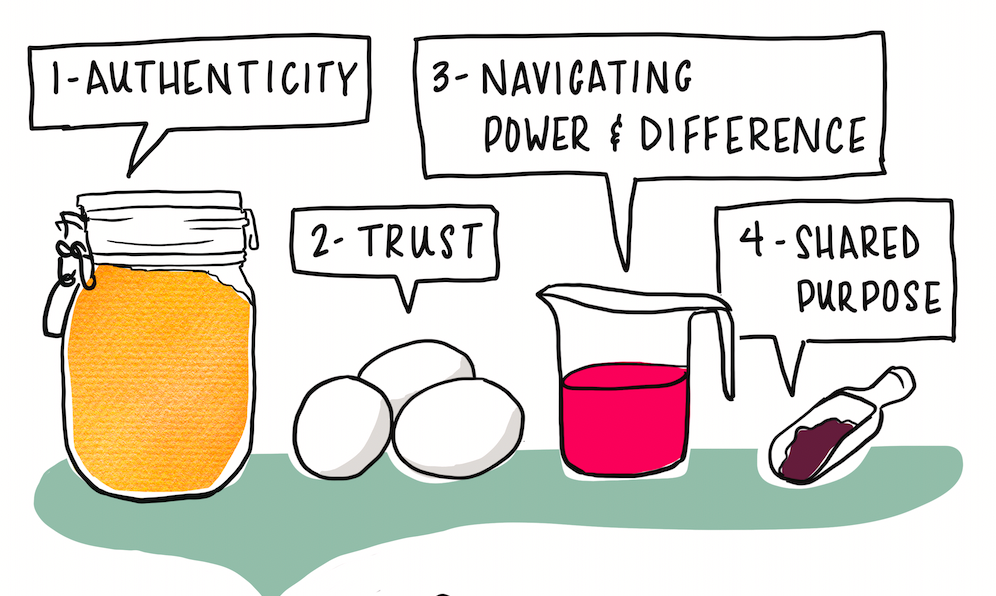 1-AUTHENTICITY
2- TRUST
3- NAVIGATING
POWER & DIFFERENCE
4-SHARED
PURPOSE